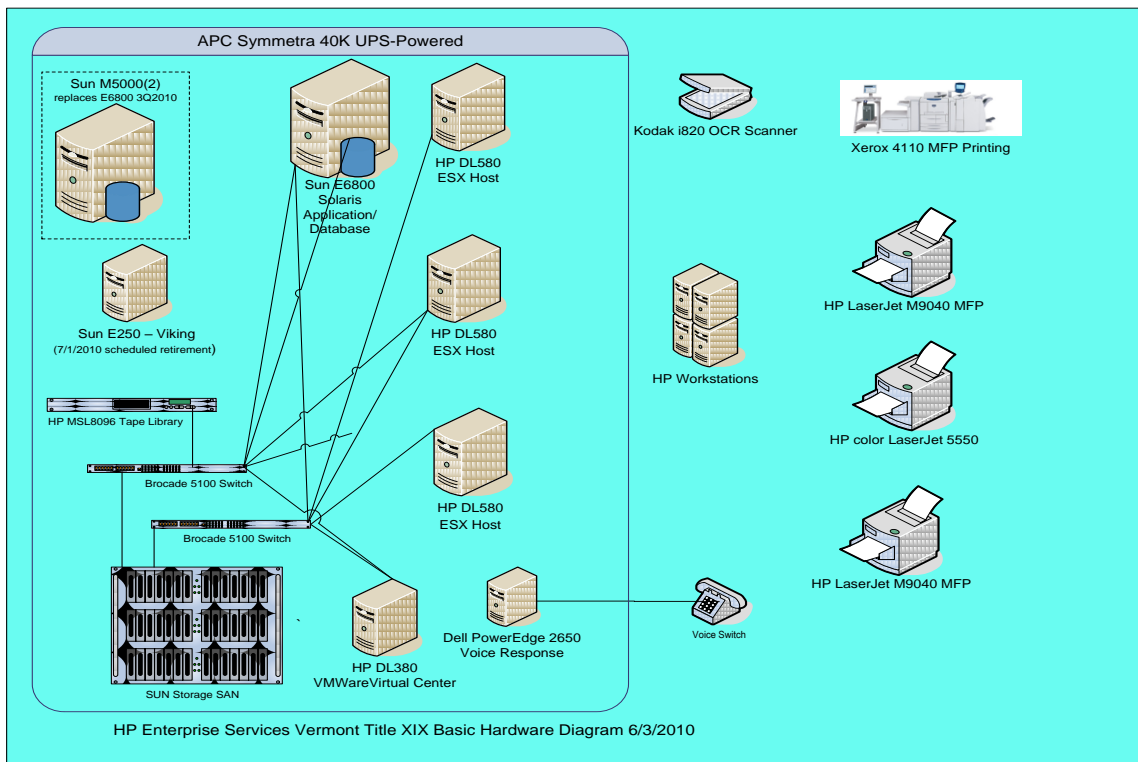 APC Symmetra 40K UPS-Powered
Sun M5000(2)
replaces E6800 3Q2010
Sun E6800
Solaris
Application/
Database
HP DL580
ESX Host
Kodak i820 OCR Scanner
Xerox 4110 MFP Printing
Sun E250 – Viking
(7/1/2010 scheduled retirement)
HP DL580
ESX Host
HP Workstations
HP LaserJet M9040 MFP
HP MSL8096 Tape Library
HP color LaserJet 5550
Brocade 5100 Switch
HP DL580
ESX Host
Brocade 5100 Switch
HP LaserJet M9040 MFP
SUN Storage SAN
HP DL380
VMWareVirtual Center
Dell PowerEdge 2650
Voice Response
Voice Switch
HP Enterprise Services Vermont Title XIX Basic Hardware Diagram 6/3/2010